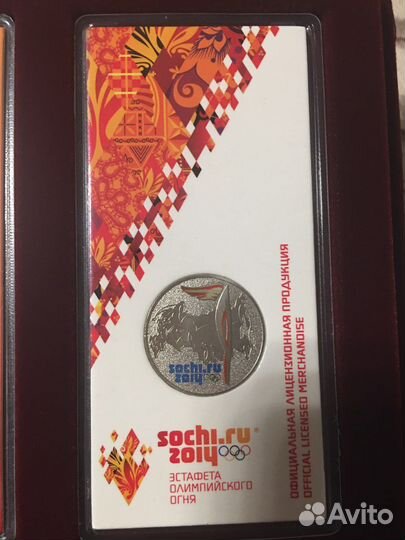 sochi.ru
2014
sochi.ru®
2014
ЭСТАФЕТА
ОЛИМПИЙСКОГО
ОГНЯ
ОФИЦИАЛЬНАЯ ЛИЦЕНЗИОННАЯ ПРОДУКЦИЯ
OFFICIAL LICENSED MERCHANDISE
Avito